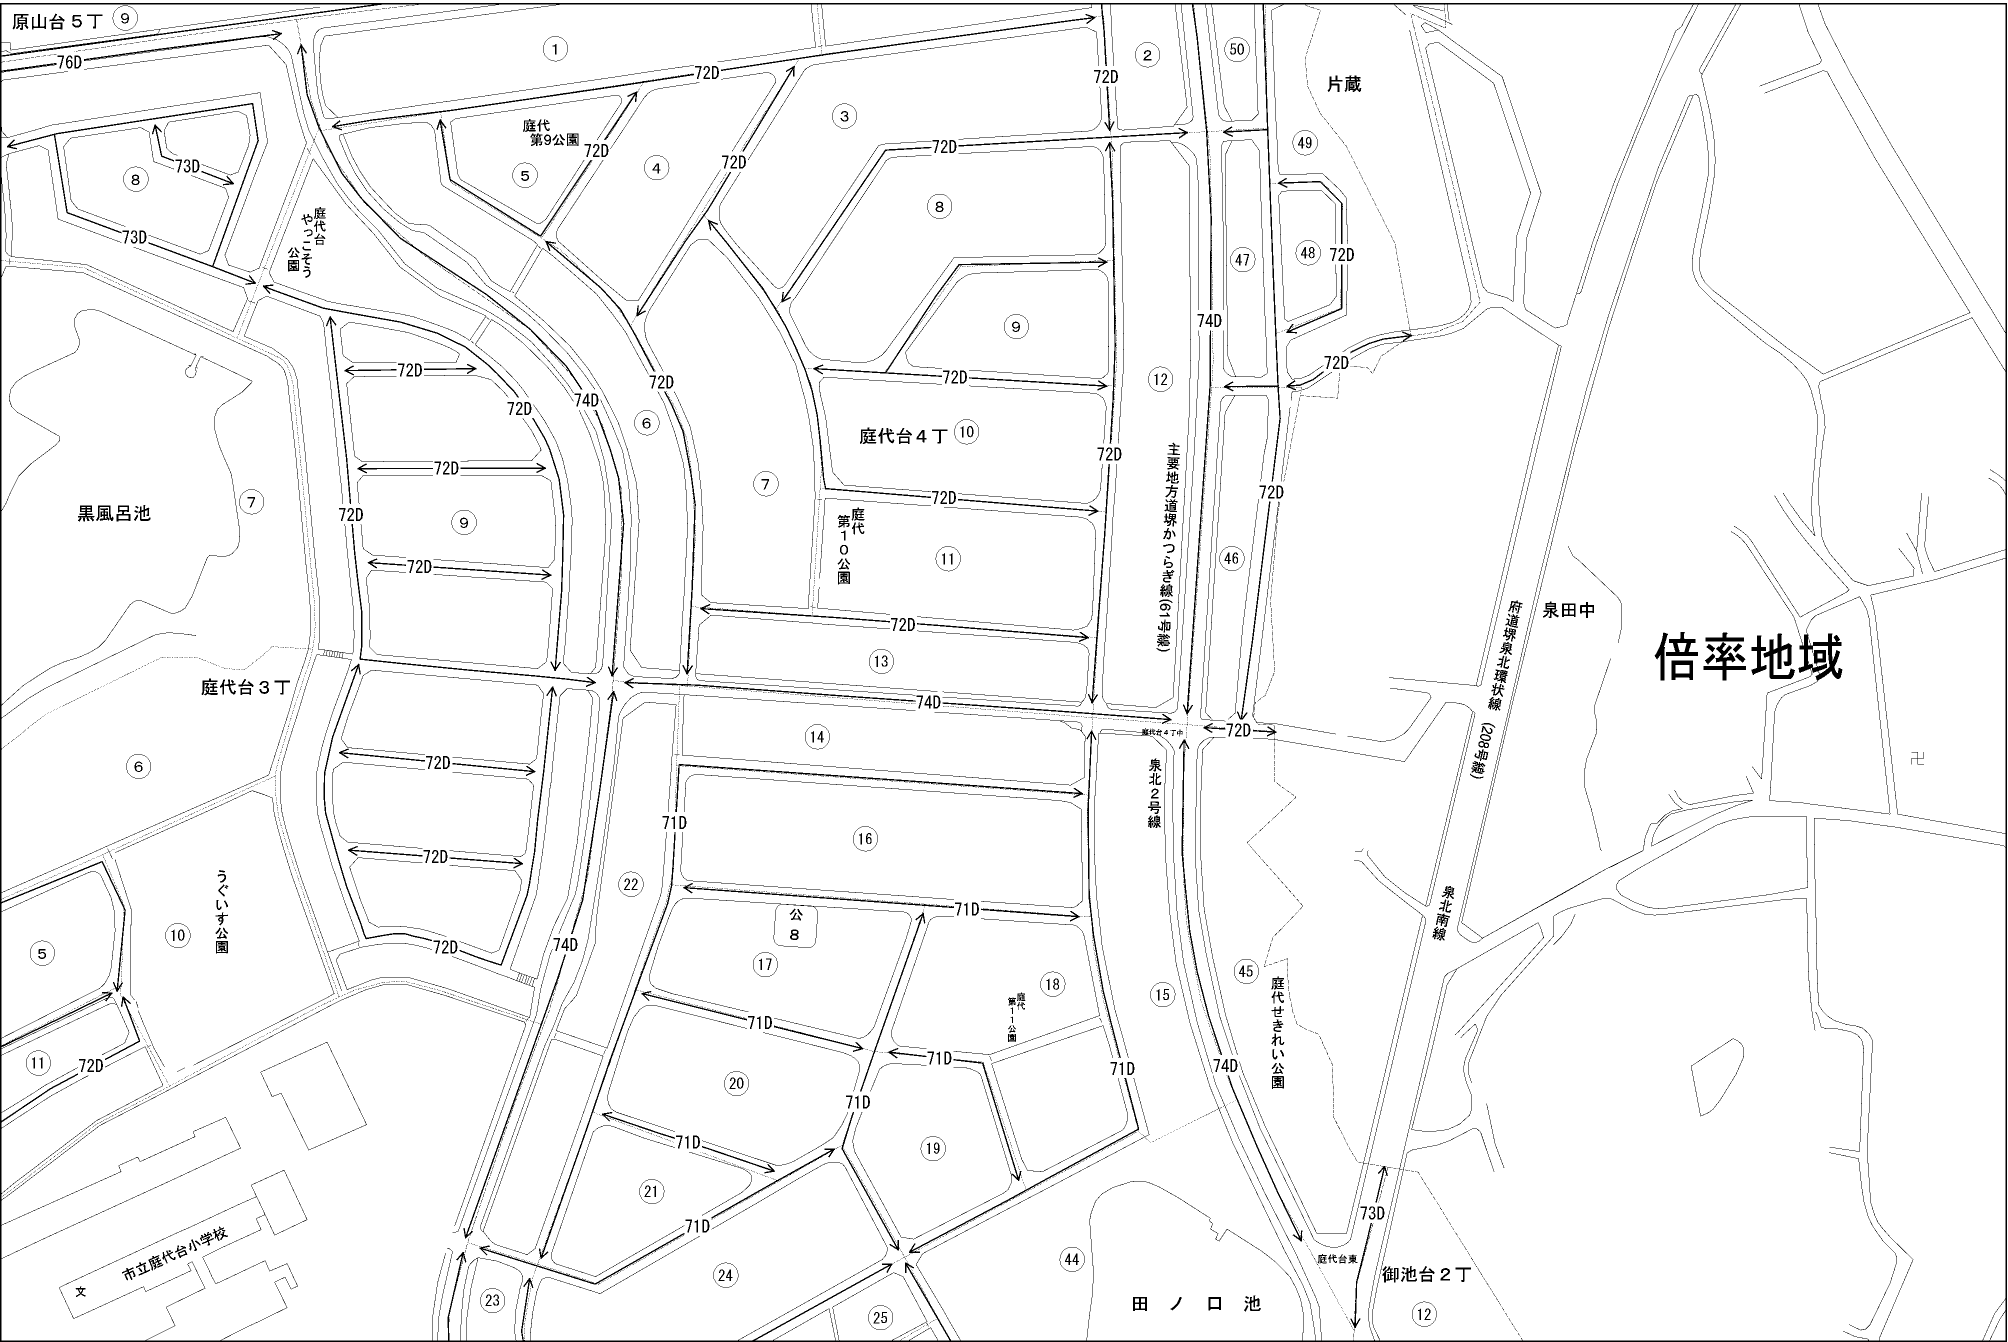 原山台５丁 ⑨
76D
①
72D
72D
②
㊿
片蔵
庭代
第9公園
③
㊾
73D
72D
72D
72D
⑧
⑤
④
庭代台
やっこそう
公園
73D
⑧
㊼
㊽
72D
74D
⑨
72D
72D
72D
72D
⑫
74D
72D
72D
⑥
庭代台４丁 ⑩
72D
主要地方道堺かつらぎ線(61号線)
72D
⑦
72D
72D
黒風呂池
72D
⑨
庭代
第１０公園
⑦
72D
⑪
㊻
72D
泉田中
府道堺泉北環状線 (208号線)
倍率地域
庭代台３丁
⑬
74D
72D
庭代台４丁中
⑭
72D
⑥
泉北２号線
71D
⑯
72D
うぐいす公園
㉒
公
8
71D
泉北南線
⑤
⑩
72D
74D
⑰
⑱
庭代
第１１公園
⑮
㊺
庭代せきれい公園
71D
71D
⑪
72D
⑳
71D
71D
74D
71D
⑲
㉑
71D
73D
市立庭代台小学校
文
㉓
㉔
㉕
㊹
田ノ口池
庭代台東
御池台２丁
⑫